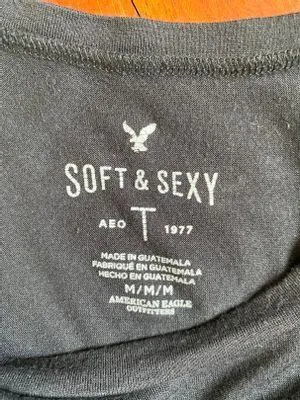 SOFT & SEXY
AEO T 1977
MADE IN GUATEMALA
FABRIQUÉ EN GUATEMALA
HECHO EN GUATEMALA
M/M/M
AMERICAN EAGLE
OUTFITTERS